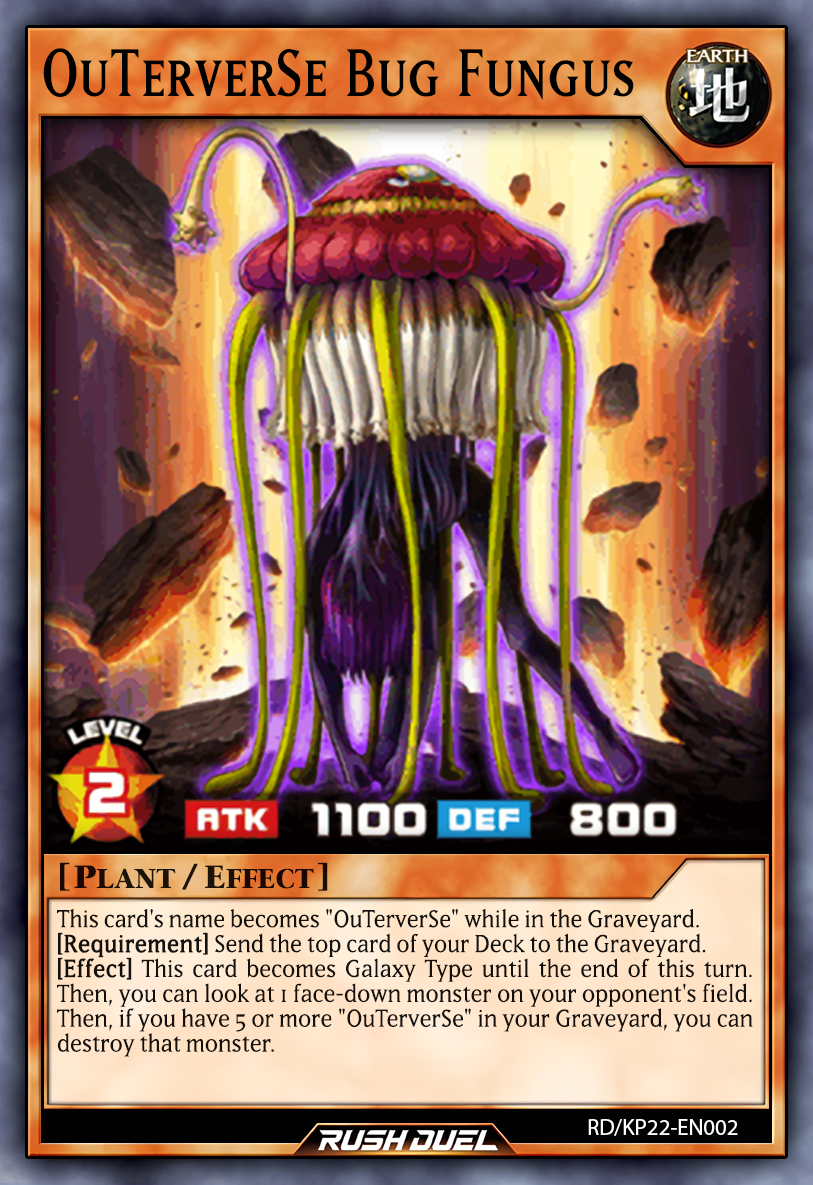 OuTerverSe Bug Fungus
EARTH
地
LEVEL
2
ATK 1100 DEF 800
[Plant / Effect]
This card's name becomes "OuTerverSe" while in the Graveyard.
[Requirement] Send the top card of your Deck to the Graveyard.
[Effect] This card becomes Galaxy Type until the end of this turn.
Then, you can look at 1 face-down monster on your opponent's field.
Then, if you have 5 or more "OuTerverSe" in your Graveyard, you can
destroy that monster.
RUSH DUEL
RD/KP22-EN002